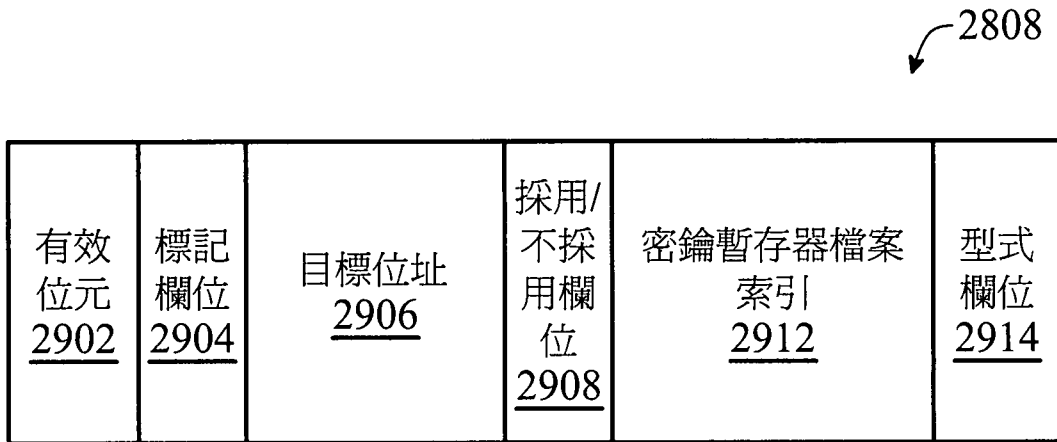 2808
有效
位元
2902
標記
欄位
2904
目標位址
2906
採用/
不採
用欄
位
2908
密鑰暫存器檔案
索引
2912
型式
欄位
2914